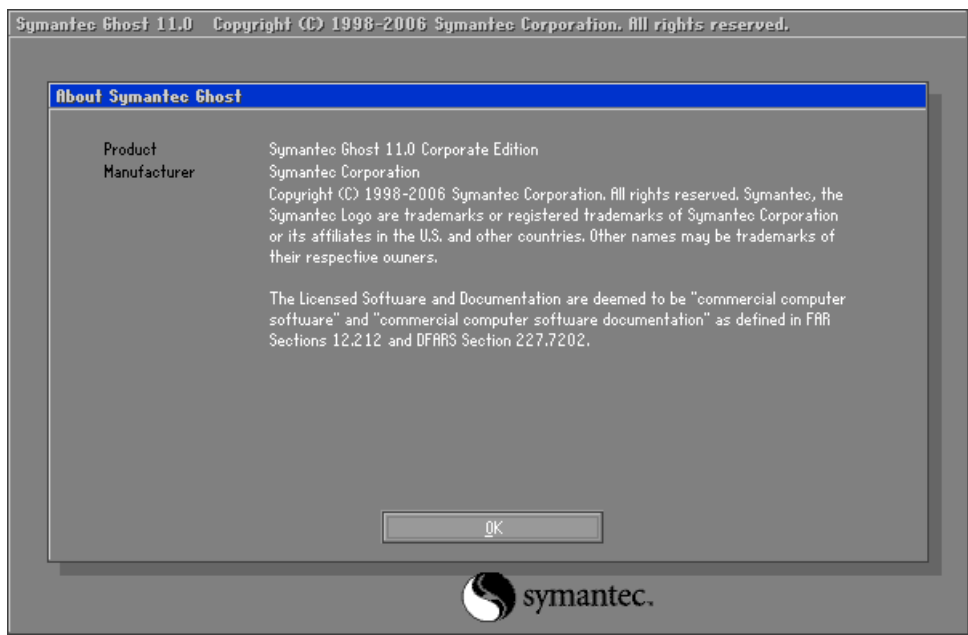 Symantec Ghost 11.0   Copyright (C) 1998-2006 Symantec Corporation. All rights reserved.
About Symantec Ghost
Product Symantec Ghost 11.0 Corporate Edition
Manufacturer Symantec Corporation
Copyright (C) 1998-2006 Symantec Corporation. All rights reserved. Symantec, the
Symantec Logo are trademarks or registered trademarks of Symantec Corporation
or its affiliates in the U.S. and other countries. Other names may be trademarks of
their respective owners.
The Licensed Software and Documentation are deemed to be "commercial computer
software" and "commercial computer software documentation" as defined in FAR
Sections 12.212 and DFARS Section 227.7202.
OK
symantec.